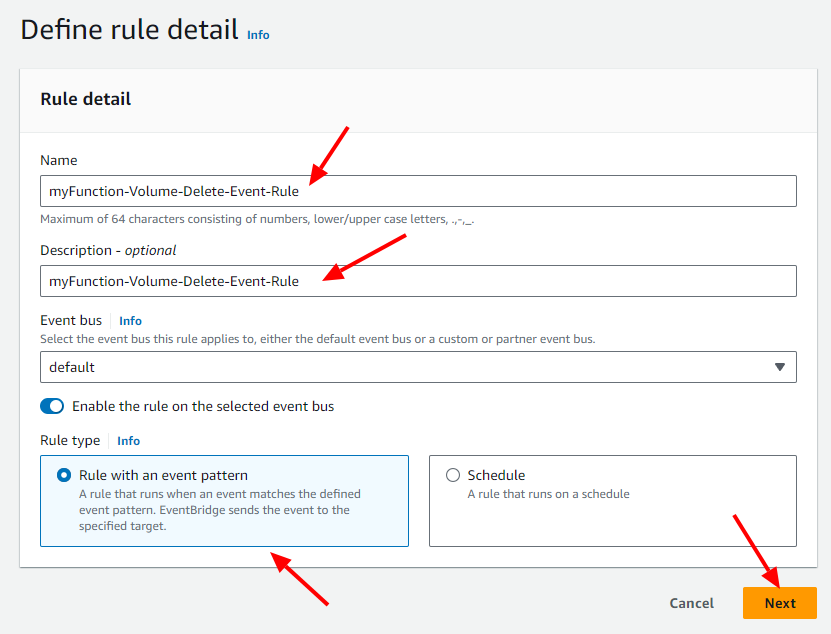 Define rule detail Info
Rule detail
Name
myFunction-Volume-Delete-Event-Rule
Maximum of 64 characters consisting of numbers, lower/upper case letters, .,-,_.
Description - optional
myFunction-Volume-Delete-Event-Rule
Event bus Info
Select the event bus this rule applies to, either the default event bus or a custom or partner event bus.
default
Enable the rule on the selected event bus
Rule type Info
Rule with an event pattern
A rule that runs when an event matches the defined
event pattern. EventBridge sends the event to the
specified target.
Schedule
A rule that runs on a schedule
Cancel
Next